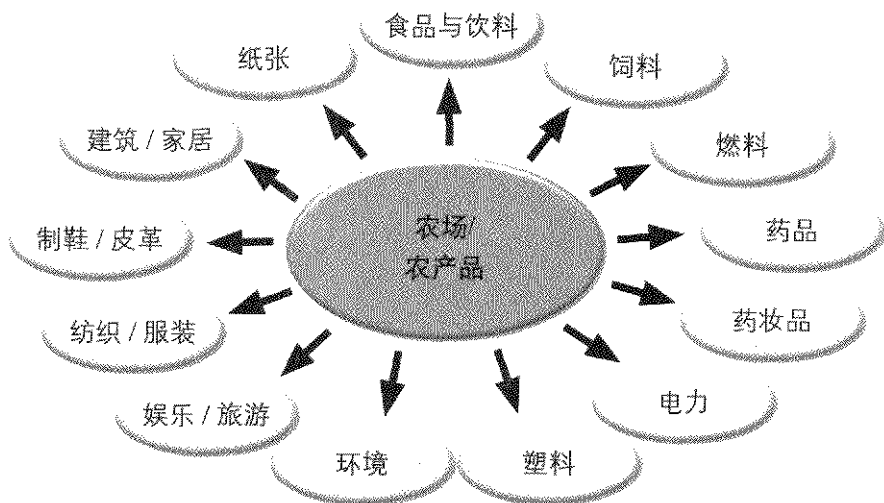 食品与饮料
纸张
饲料
建筑 / 家居
燃料
制鞋 / 皮革
农场/
农产品
药品
纺织 / 服装
药妆品
娱乐 / 旅游
电力
环境
塑料